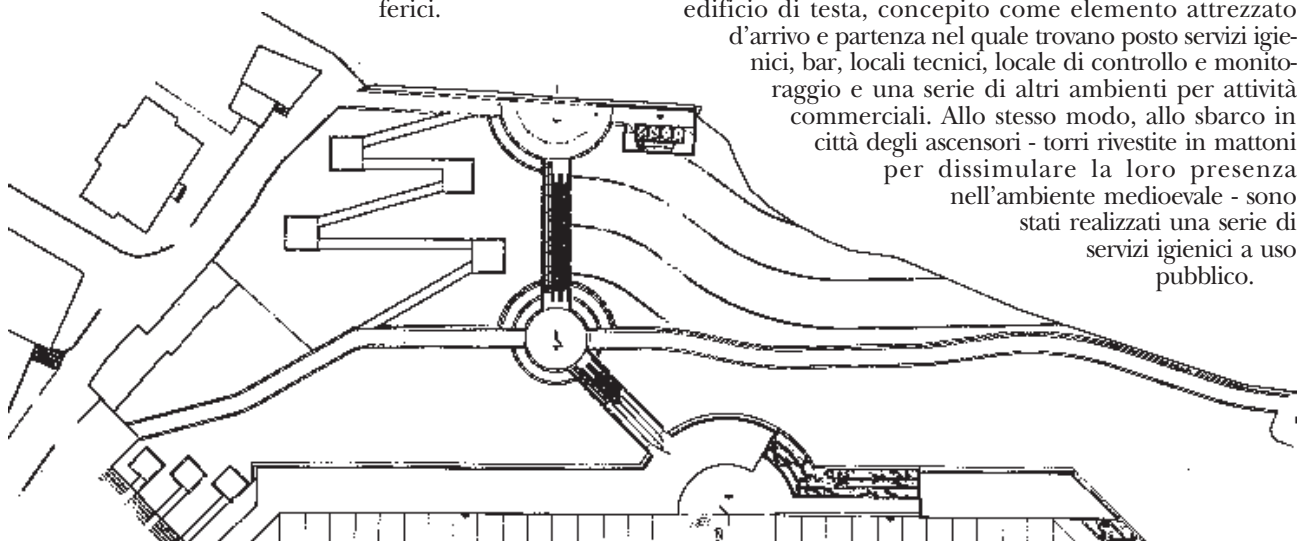 ferici.
edificio di testa, concepito come elemento attrezzato
d'arrivo e partenza nel quale trovano posto servizi igie-
nici, bar, locali tecnici, locale di controllo e monito-
raggio e una serie di altri ambienti per attività
commerciali. Allo stesso modo, allo sbarco in
città degli ascensori - torri rivestite in mattoni
per dissimulare la loro presenza
nell'ambiente medioevale - sono
stati realizzati una serie di
servizi igienici a uso
pubblico.